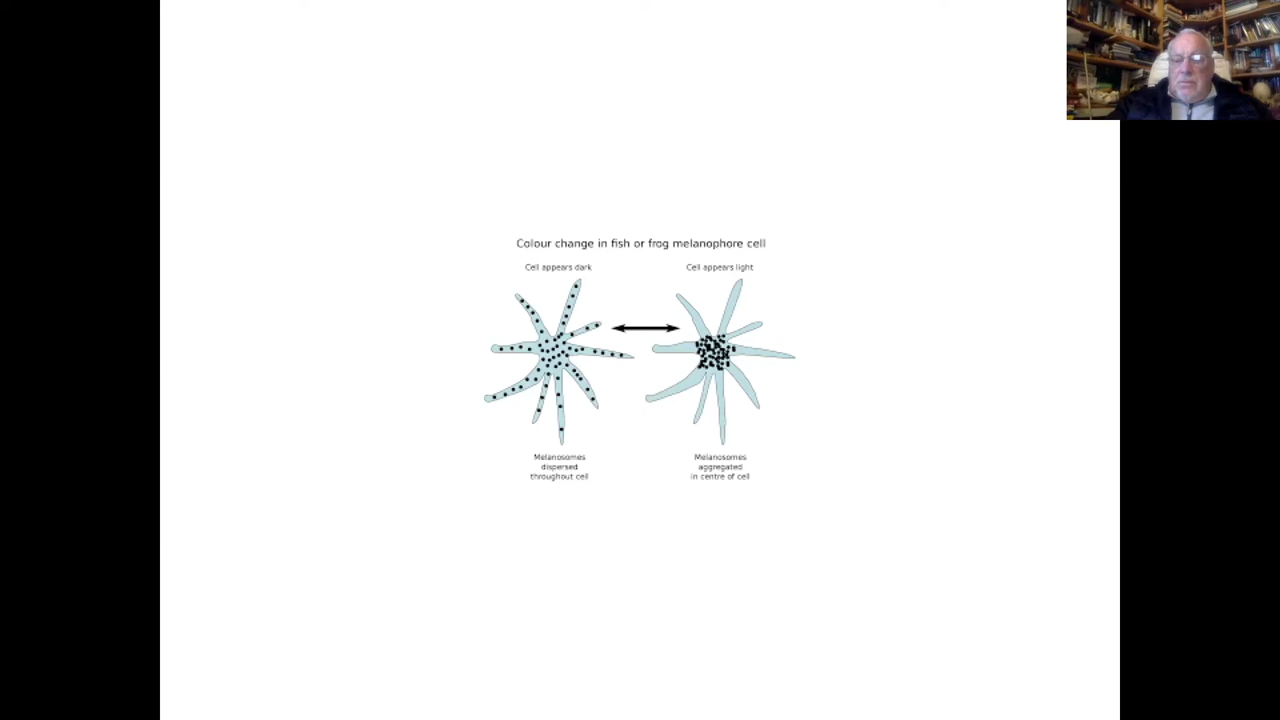 Colour change in fish or frog melanophore cell
Cell appears dark
Cell appears light
Melanosomes
dispersed
throughout cell
Melanosomes
aggregated
in centre of cell